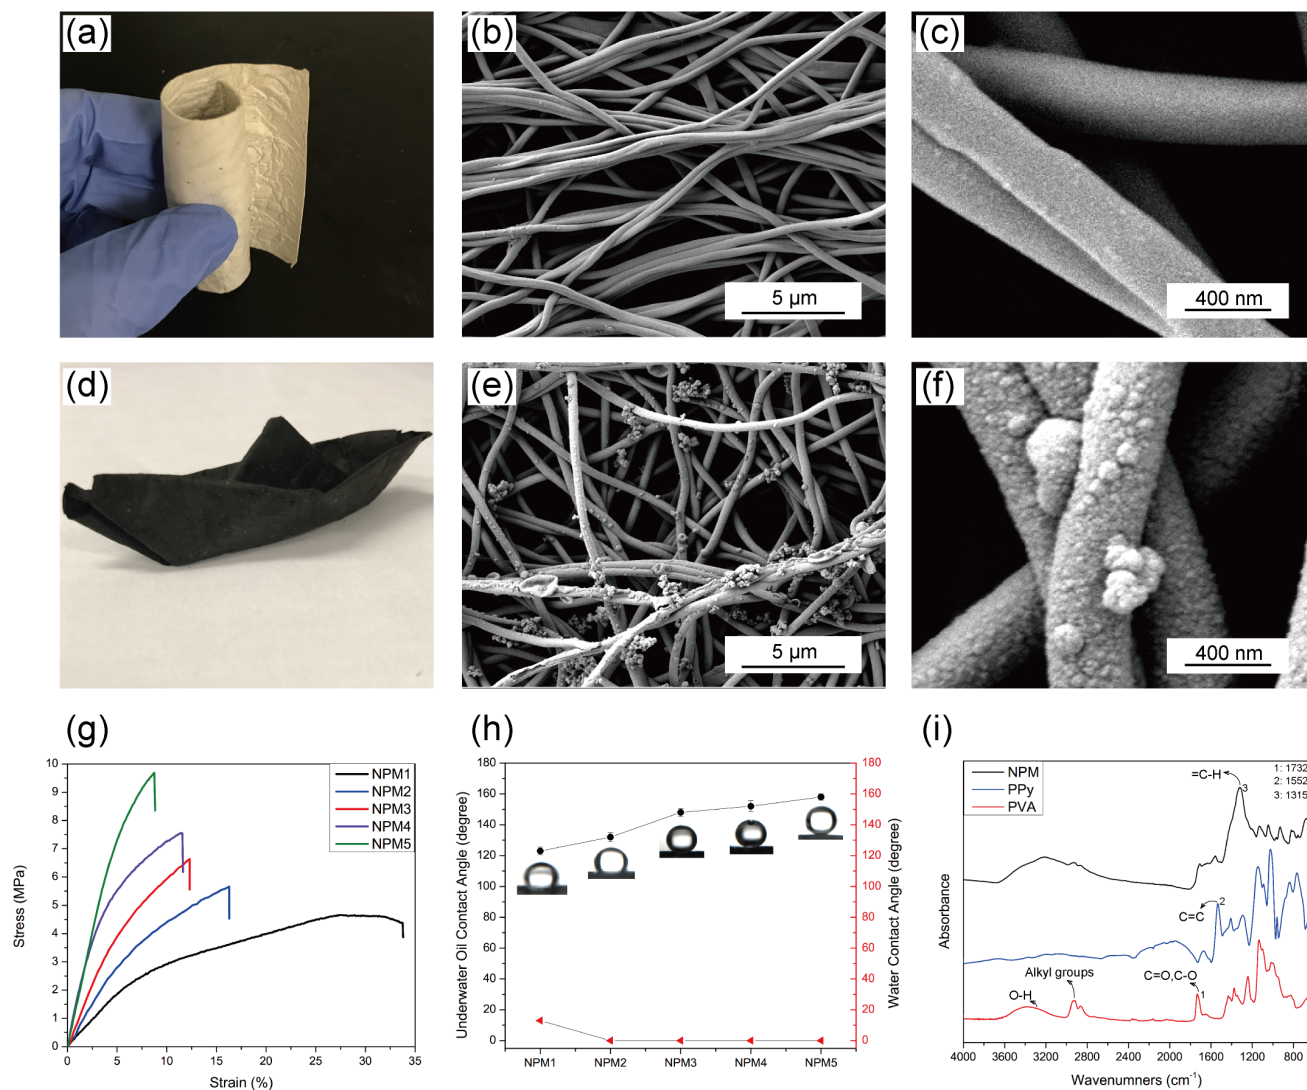 (a)
(b)
5 μm
(c)
400 nm
(d)
(e)
5 μm
(f)
400 nm
(g)
Stress (MPa)
10
9
8
7
6
5
4
3
2
1
0
NPM1
NPM2
NPM3
NPM4
NPM5
0 5 10 15 20 25 30 35
Strain (%)
(h)
Underwater Oil Contact Angle (degree)
180
160
140
120
100
80
60
40
20
0
NPM1 NPM2 NPM3 NPM4 NPM5
180
160
140
120
100
80
60
40
20
0
Water Contact Angle (degree)
(i)
Absorbance
NPM
PPy
PVA
=C-H
3
1: 1732
2: 1552
3: 1315
C=C
2
O-H
Alkyl groups
C=O,C-O
1
4000 3200 2400 2000 1600 1200 800
Wavenumners (cm⁻¹)